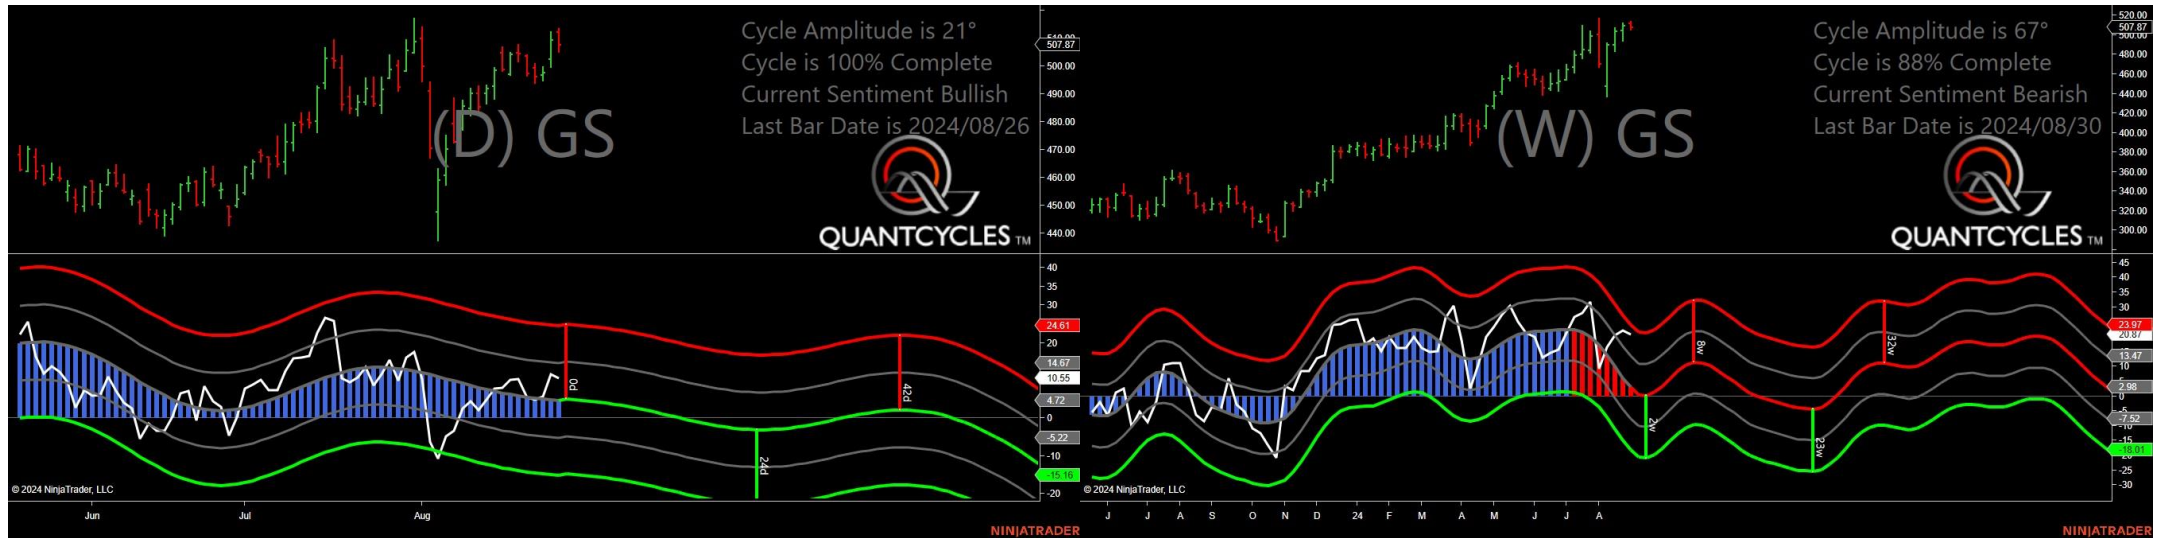 Cycle Amplitude is 21°
Cycle is 100% Complete
Current Sentiment Bullish
Last Bar Date is 2024/08/26
(D) GS
QUANTCYCLES TM
510.00
507.87
500.00
490.00
480.00
470.00
460.00
450.00
440.00
40
35
30
24.61
20
14.67
10.55
4.72
0
-5.22
-10
-15.16
-20
0d
24d
42d
© 2024 NinjaTrader, LLC
Jun Jul Aug
NINJATRADER
Cycle Amplitude is 67°
Cycle is 88% Complete
Current Sentiment Bearish
Last Bar Date is 2024/08/30
(W) GS
QUANTCYCLES TM
520.00
507.87
500.00
480.00
460.00
440.00
420.00
400.00
380.00
360.00
340.00
320.00
300.00
45
40
35
30
23.97
20.87
13.47
2.98
0
-7.52
-15
-18.01
-25
-30
2w
8w
23w
32w
© 2024 NinjaTrader, LLC
J J A S O N D 24 F M A M J J A
NINJATRADER